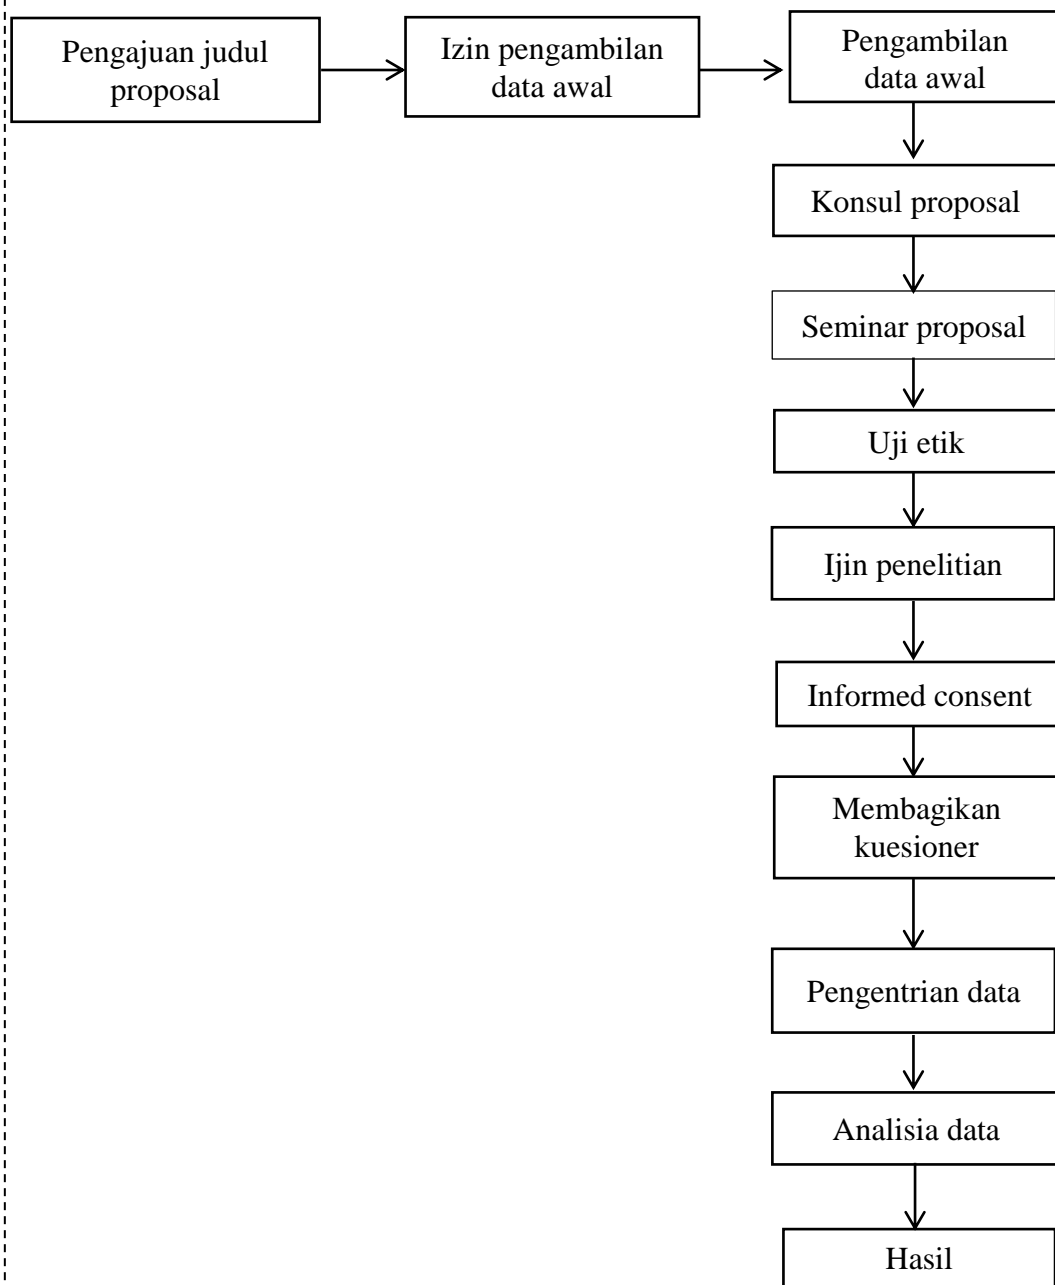 Pengajuan judul
proposal
Izin pengambilan
data awal
Pengambilan
data awal
Konsul proposal
Seminar proposal
Uji etik
Ijin penelitian
Informed consent
Membagikan
kuesioner
Pengentrian data
Analisia data
Hasil